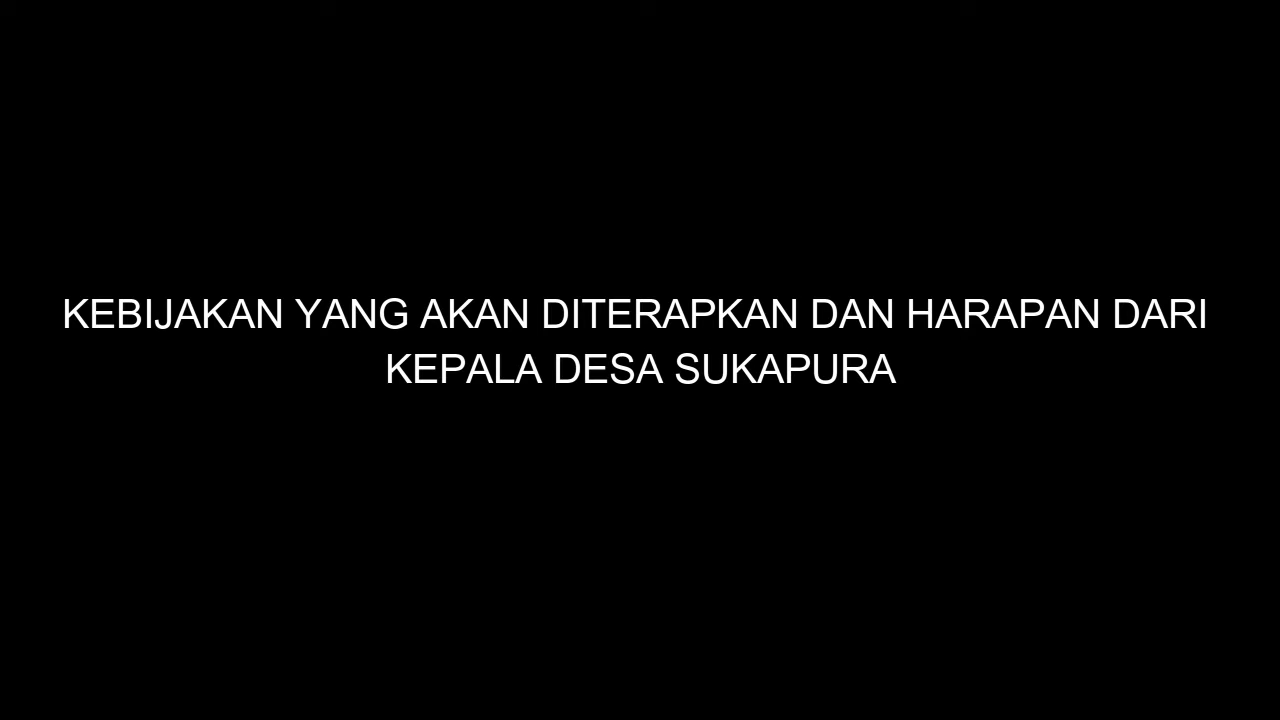 KEBIJAKAN YANG AKAN DITERAPKAN DAN HARAPAN DARI
KEPALA DESA SUKAPURA